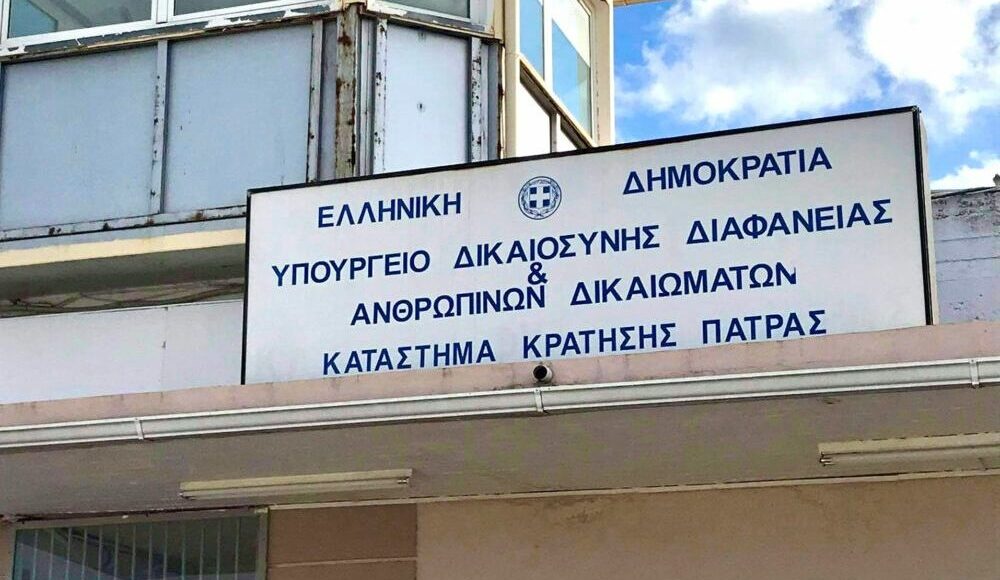 ΕΛΛΗΝΙΚΗ ΔΗΜΟΚΡΑΤΙΑ
ΥΠΟΥΡΓΕΙΟ ΔΙΚΑΙΟΣΥΝΗΣ ΔΙΑΦΑΝΕΙΑΣ
&
ΑΝΘΡΩΠΙΝΩΝ ΔΙΚΑΙΩΜΑΤΩΝ
ΚΑΤΑΣΤΗΜΑ ΚΡΑΤΗΣΗΣ ΠΑΤΡΑΣ